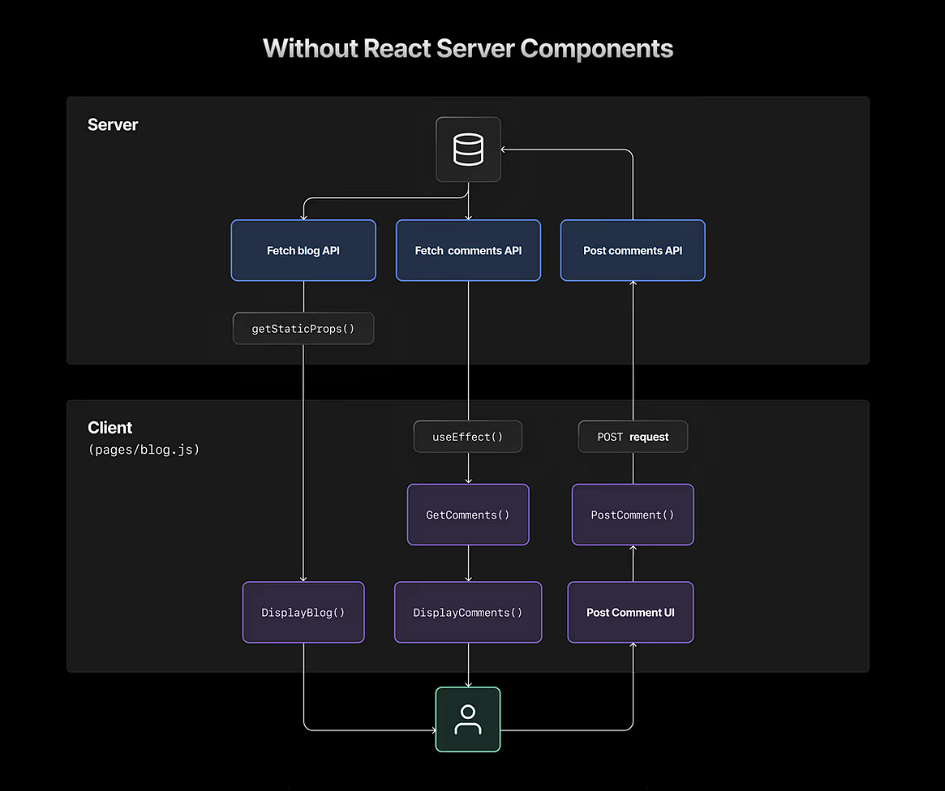 Without React Server Components
Server
Fetch blog API
Fetch comments API
Post comments API
getStaticProps()
Client
(pages/blog.js)
useEffect()
POST request
GetComments()
PostComment()
DisplayBlog()
DisplayComments()
Post Comment UI